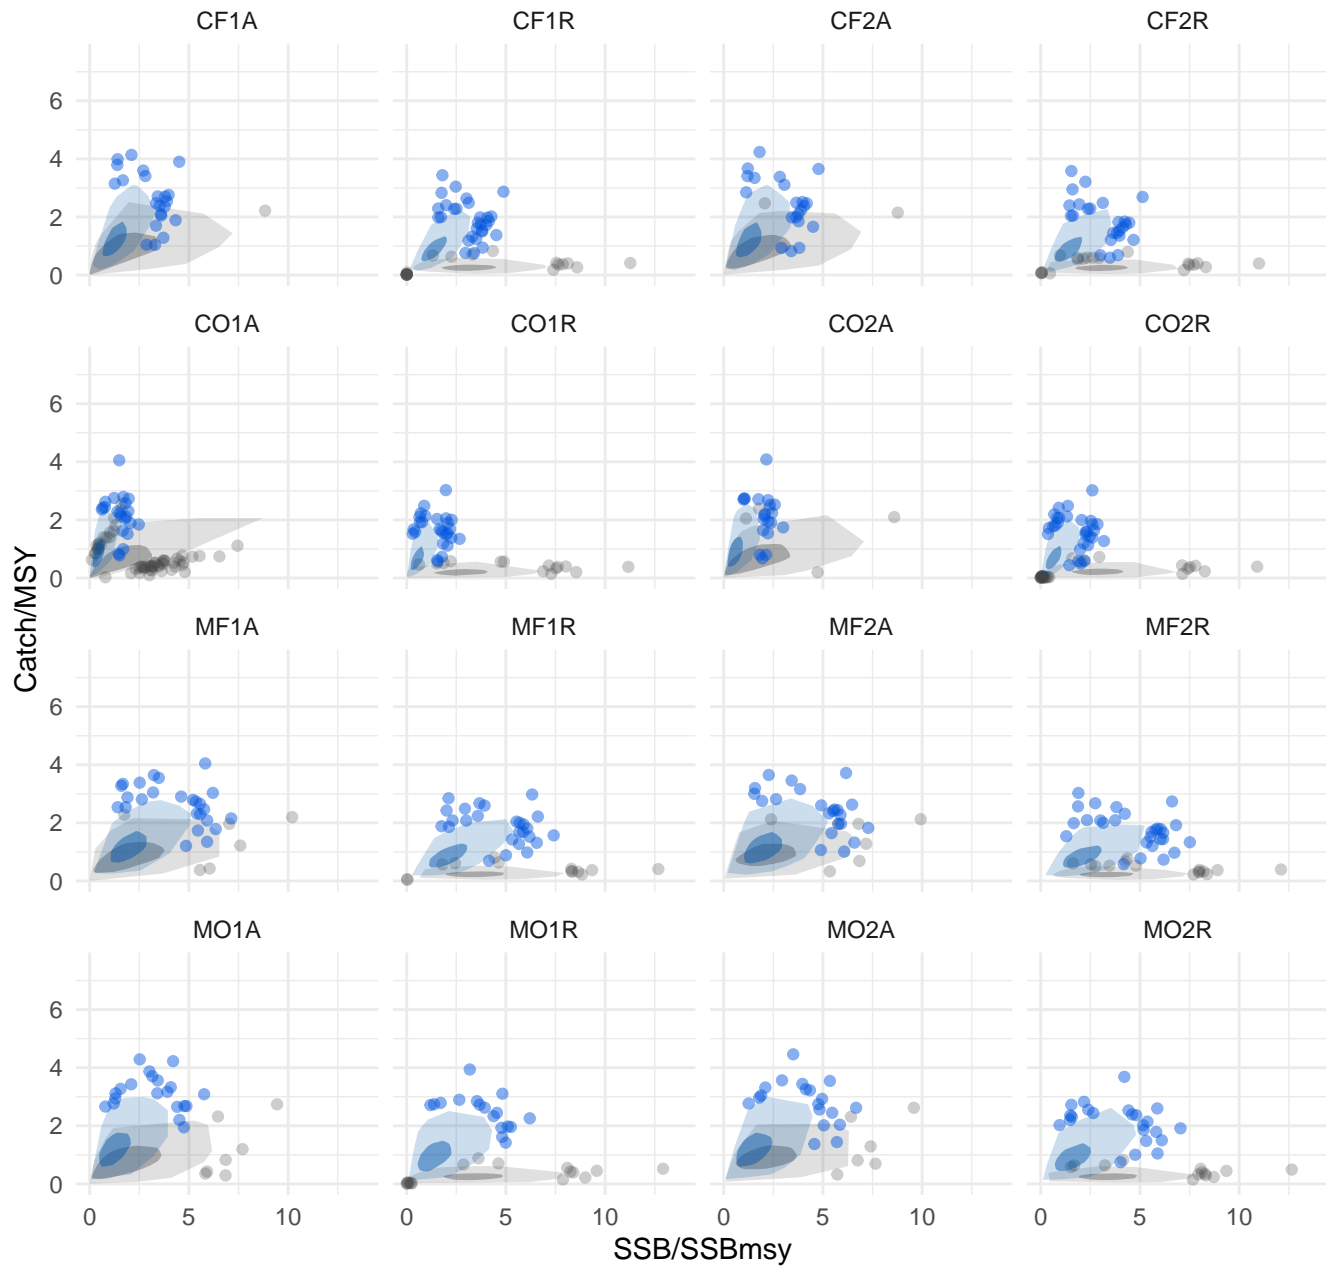 CF1A CF1R CF2A CF2R
6
4
2
0
CO1A CO1R CO2A CO2R
6
4
2
0
Catch/MSY
MF1A MF1R MF2A MF2R
6
4
2
0
MO1A MO1R MO2A MO2R
6
4
2
0
0 5 10 0 5 10 0 5 10 0 5 10
SSB/SSBmsy